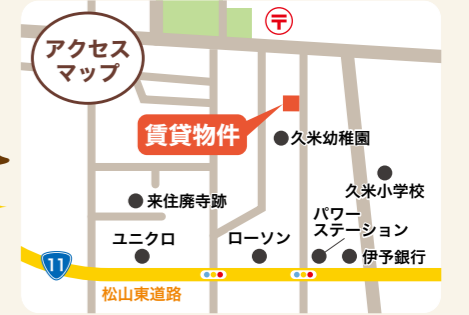 アクセス
マップ
〒
賃貸物件
久米幼稚園
久米小学校
来住廃寺跡
パワー
ステーション
ユニクロ
ローソン
伊予銀行
11
松山東道路